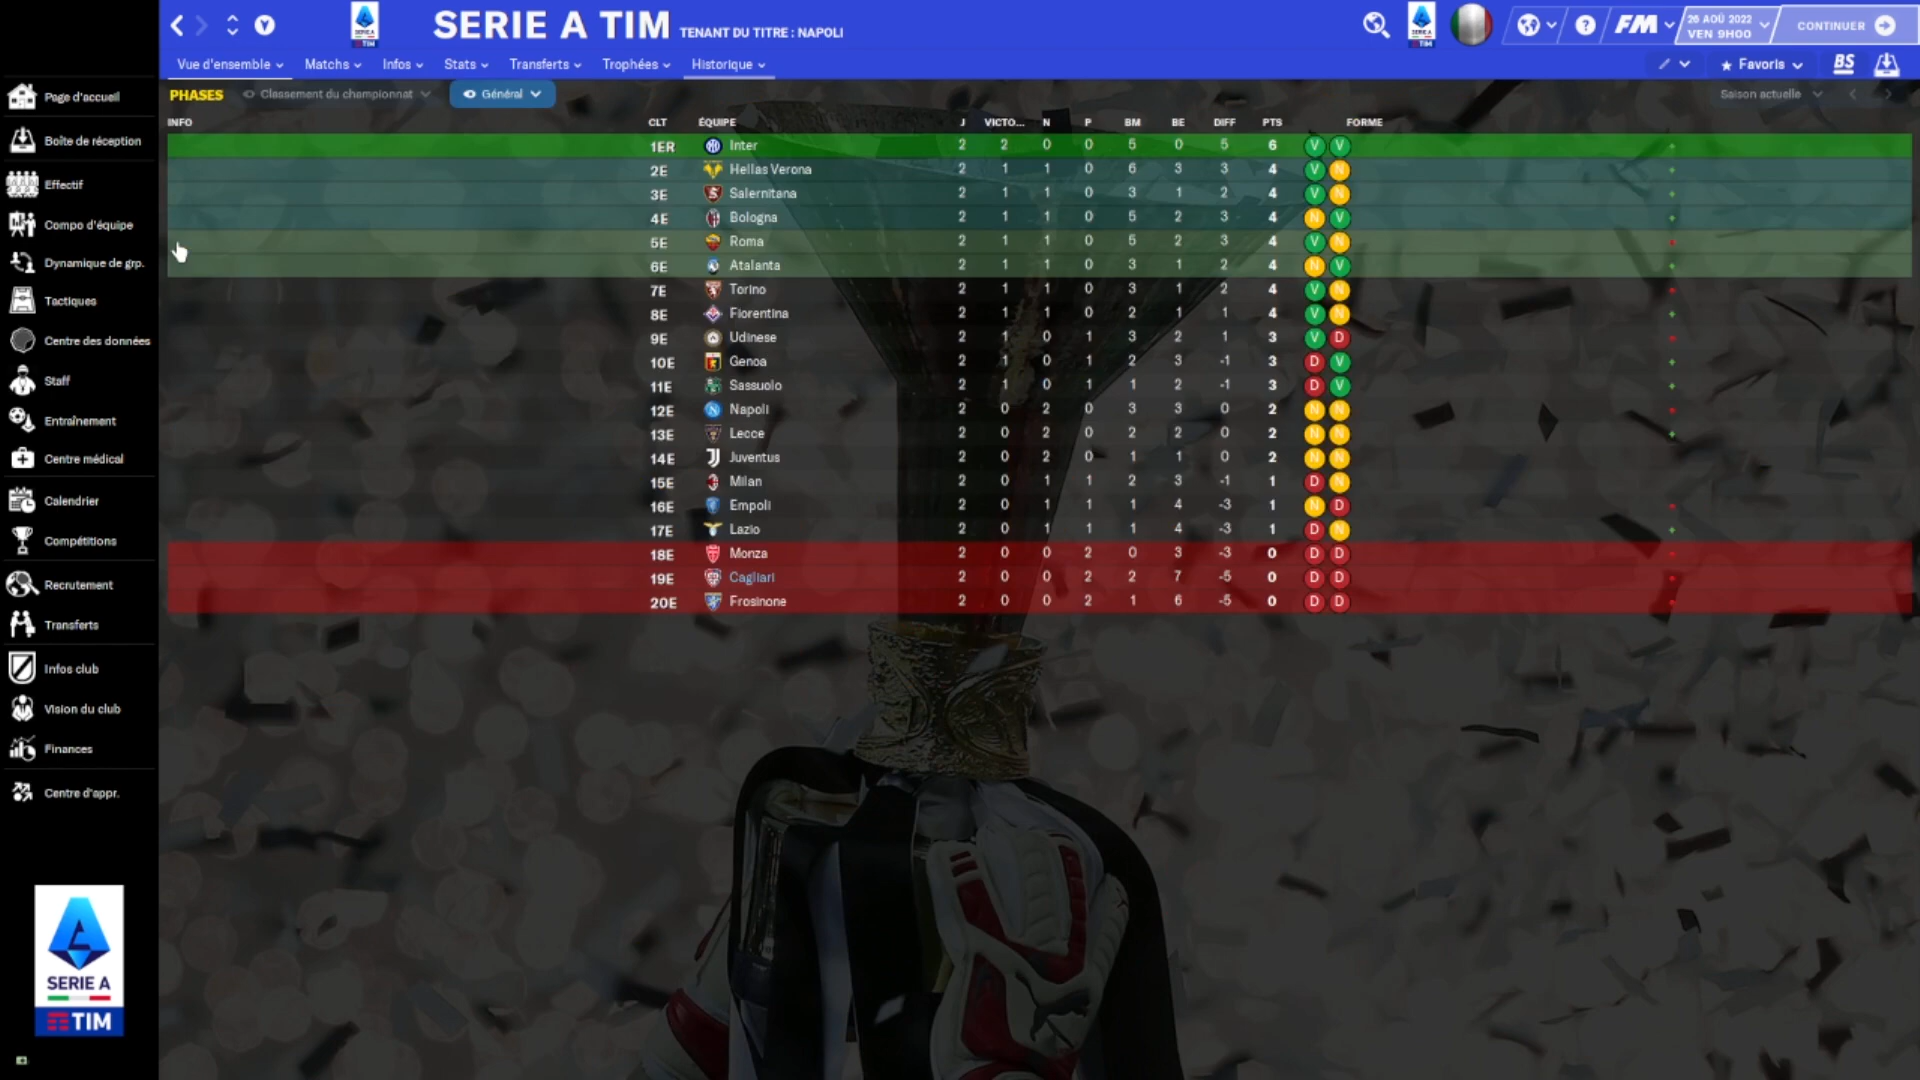 SERIE A TIM TENANT DU TITRE : NAPOLI
26 AOÛ 2022
VEN 9H00
CONTINUER
FM
Vue d'ensemble Matchs Infos Stats Transferts Trophées Historique
Favoris BS
PHASES Classement du championnat Général Saison actuelle
INFO CLT ÉQUIPE J VICTO... N P BM BE DIFF PTS FORME
1ER Inter 2 2 0 0 5 0 5 6 V V
2E Hellas Verona 2 1 1 0 6 3 3 4 V N
3E Salernitana 2 1 1 0 3 1 2 4 V N
4E Bologna 2 1 1 0 5 2 3 4 N V
5E Roma 2 1 1 0 5 2 3 4 V N
6E Atalanta 2 1 1 0 3 1 2 4 N V
7E Torino 2 1 1 0 3 1 2 4 V N
8E Fiorentina 2 1 1 0 2 1 1 4 V N
9E Udinese 2 1 0 1 3 2 1 3 V D
10E Genoa 2 1 0 1 2 3 -1 3 D V
11E Sassuolo 2 1 0 1 1 2 -1 3 D V
12E Napoli 2 0 2 0 3 3 0 2 N N
13E Lecce 2 0 2 0 2 2 0 2 N N
14E Juventus 2 0 2 0 1 1 0 2 N N
15E Milan 2 0 1 1 2 3 -1 1 D N
16E Empoli 2 0 1 1 1 4 -3 1 N D
17E Lazio 2 0 1 1 1 4 -3 1 D N
18E Monza 2 0 0 2 0 3 -3 0 D D
19E Cagliari 2 0 0 2 2 7 -5 0 D D
20E Frosinone 2 0 0 2 1 6 -5 0 D D
Page d'accueil
Boîte de réception
Effectif
Compo d'équipe
Dynamique de grp.
Tactiques
Centre des données
Staff
Entraînement
Centre médical
Calendrier
Compétitions
Recrutement
Transferts
Infos club
Vision du club
Finances
Centre d'appr.
SERIE A
TIM